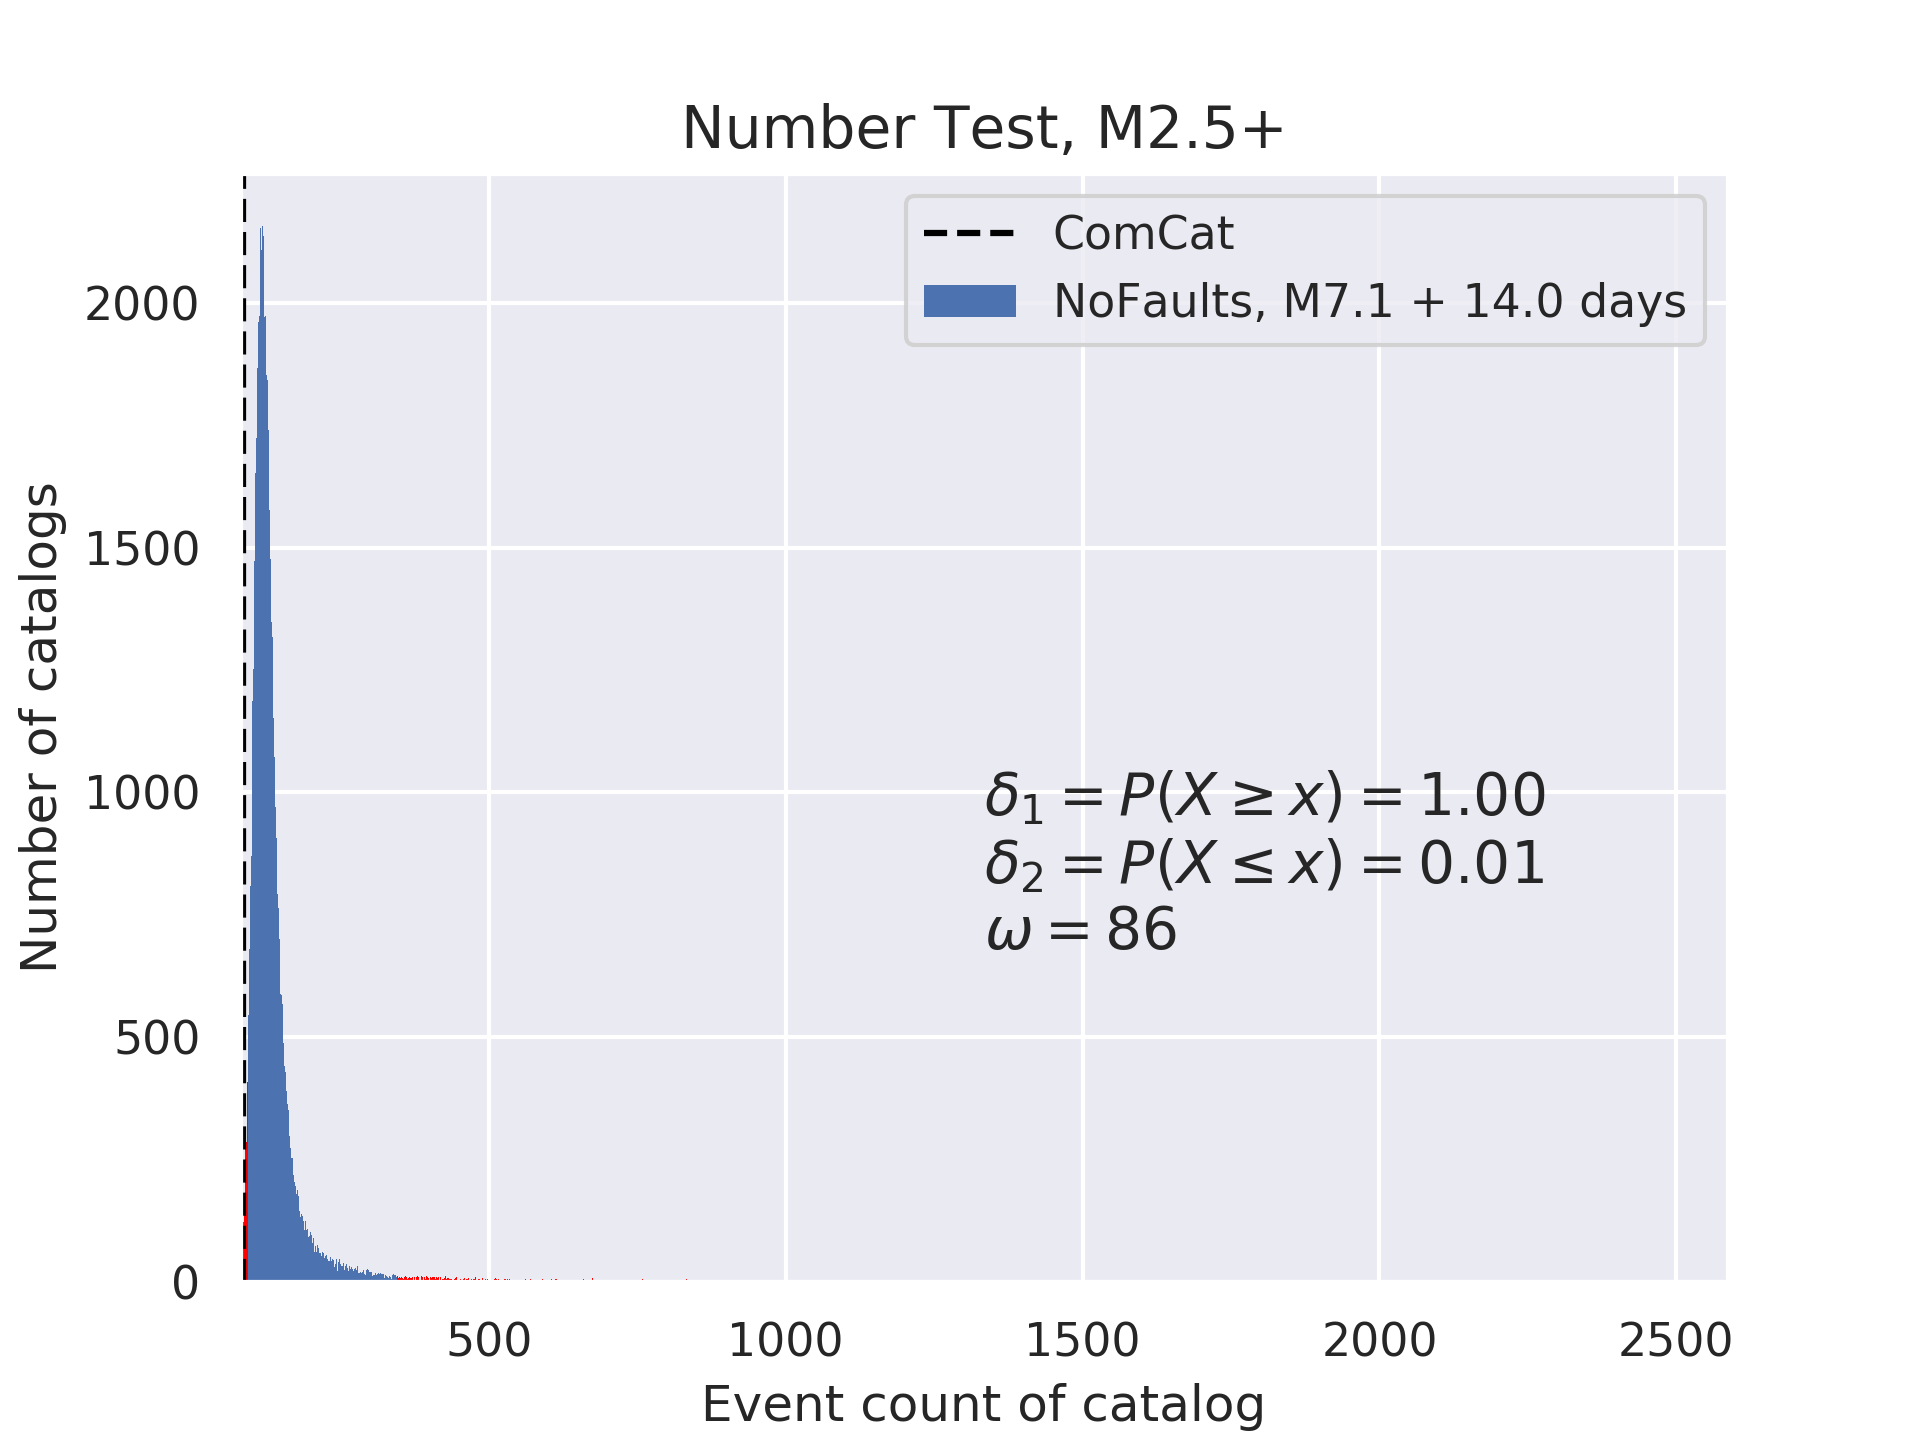 Number Test, M2.5+
ComCat
NoFaults, M7.1 + 14.0 days
Number of catalogs
2000
1500
1000
500
0
δ₁ = P(X ≥ x) = 1.00
δ₂ = P(X ≤ x) = 0.01
ω = 86
500 1000 1500 2000 2500
Event count of catalog